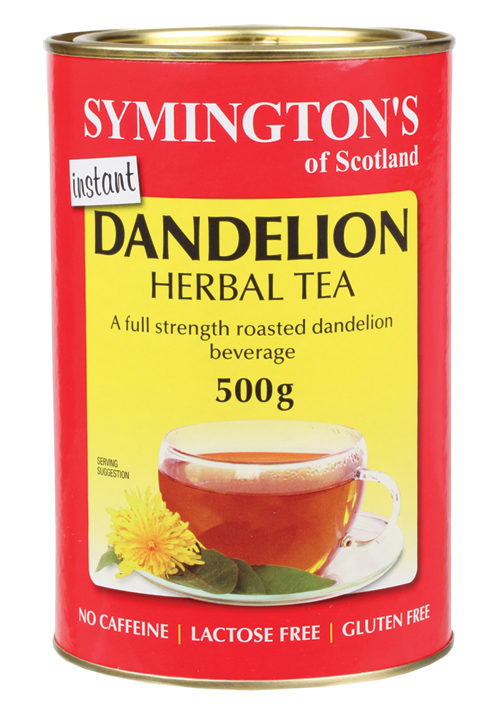 SYMINGTON'S
of Scotland
instant
DANDELION
HERBAL TEA
A full strength roasted dandelion
beverage
500g
SERVING
SUGGESTION
NO CAFFEINE | LACTOSE FREE | GLUTEN FREE